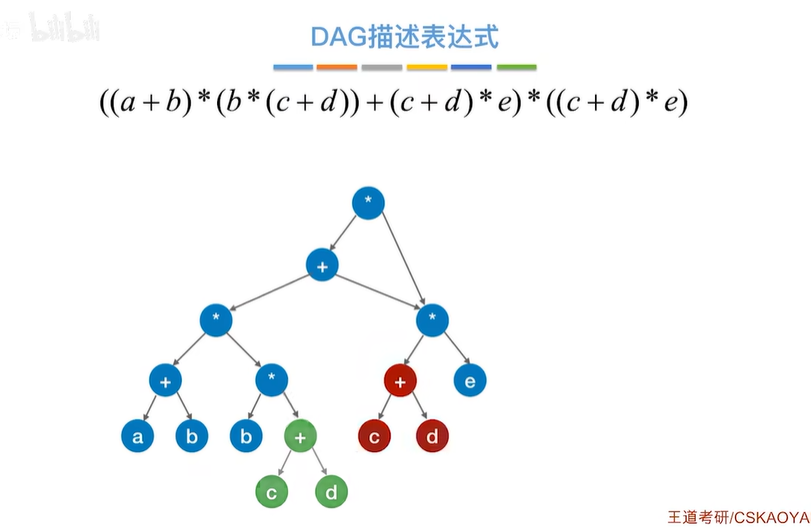 bilibili
DAG描述表达式
((a+b)*(b*(c+d))+(c+d)*e)*((c+d)*e)
*
+
* *
+ * + e
a b b + c d
c d
王道考研/CSKAOYA